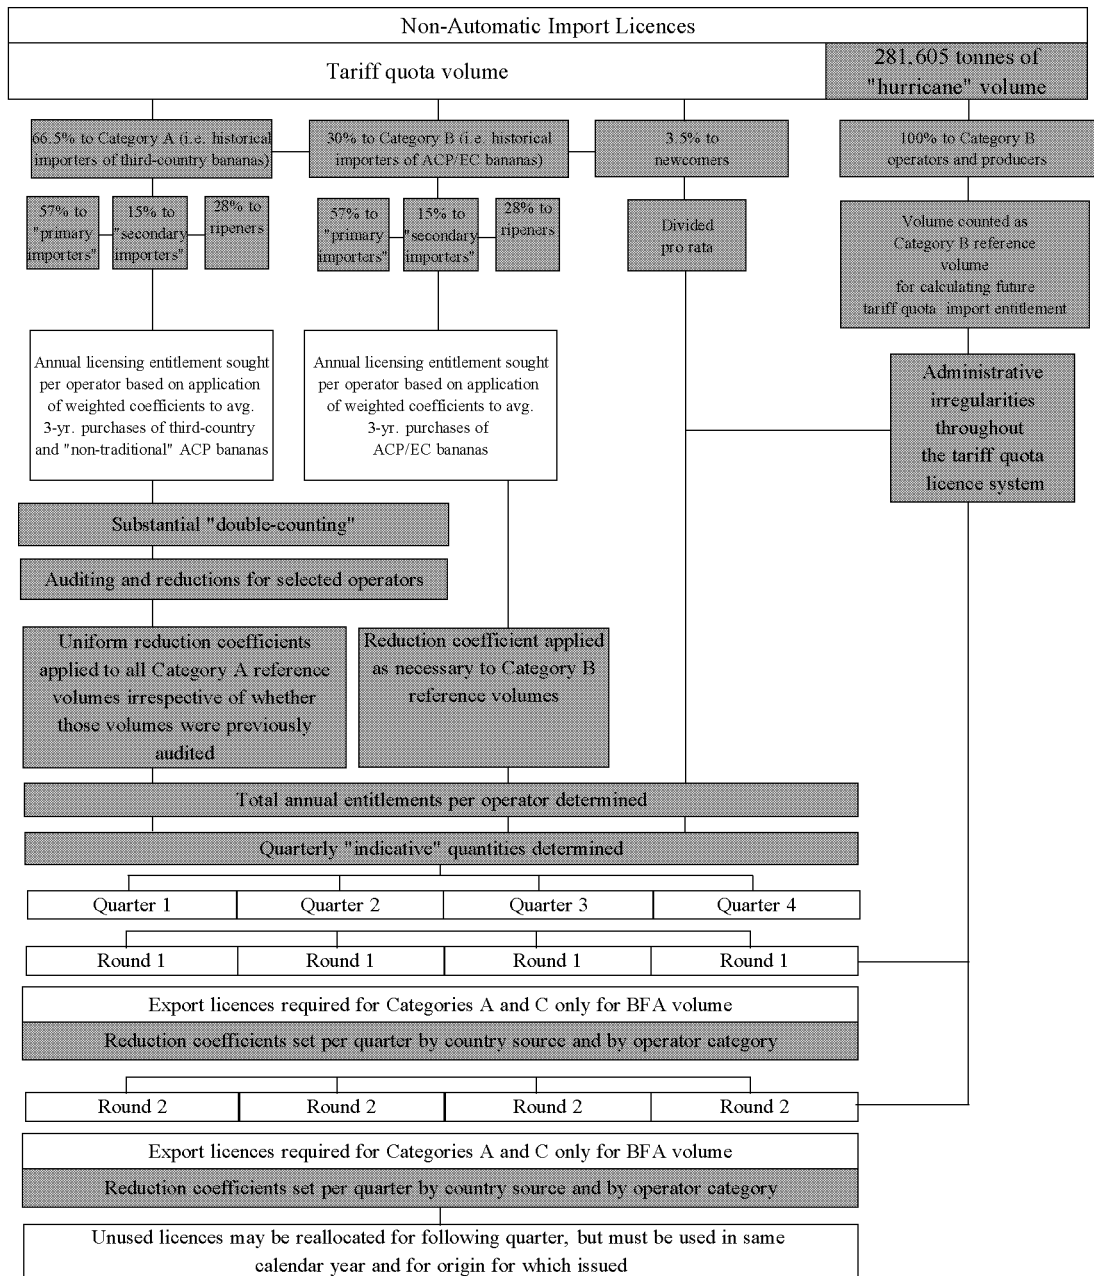 Non-Automatic Import Licences
Tariff quota volume
281,605 tonnes of
"hurricane" volume
66.5% to Category A (i.e. historical
importers of third-country bananas)
30% to Category B (i.e. historical
importers of ACP/EC bananas)
3.5% to
newcomers
100% to Category B
operators and producers
57% to
"primary
importers"
15% to
"secondary
importers"
28% to
ripeners
57% to
"primary
importers"
15% to
"secondary
importers"
28% to
ripeners
Divided
pro rata
Volume counted as
Category B reference
volume
for calculating future
tariff quota import entitlement
Annual licensing entitlement sought
per operator based on application
of weighted coefficients to avg.
3-yr. purchases of third-country
and "non-traditional" ACP bananas
Annual licensing entitlement sought
per operator based on application
of weighted coefficients to avg.
3-yr. purchases of
ACP/EC bananas
Administrative
irregularities
throughout
the tariff quota
licence system
Substantial "double-counting"
Auditing and reductions for selected operators
Uniform reduction coefficients
applied to all Category A reference
volumes irrespective of whether
those volumes were previously
audited
Reduction coefficient applied
as necessary to Category B
reference volumes
Total annual entitlements per operator determined
Quarterly "indicative" quantities determined
Quarter 1
Quarter 2
Quarter 3
Quarter 4
Round 1
Round 1
Round 1
Round 1
Export licences required for Categories A and C only for BFA volume
Reduction coefficients set per quarter by country source and by operator category
Round 2
Round 2
Round 2
Round 2
Export licences required for Categories A and C only for BFA volume
Reduction coefficients set per quarter by country source and by operator category
Unused licences may be reallocated for following quarter, but must be used in same
calendar year and for origin for which issued